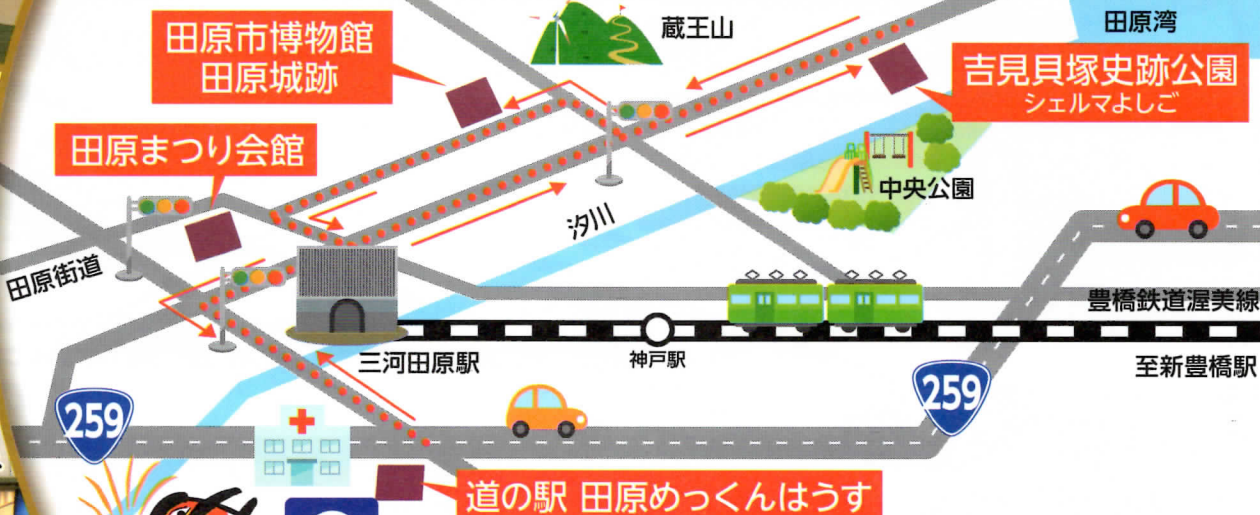 田原市博物館
田原城跡
蔵王山
田原湾
吉見貝塚史跡公園
シェルマよしご
田原まつり会館
中央公園
汐川
田原街道
豊橋鉄道渥美線
三河田原駅
神戸駅
至新豊橋駅
259
259
道の駅 田原めっくんはうす